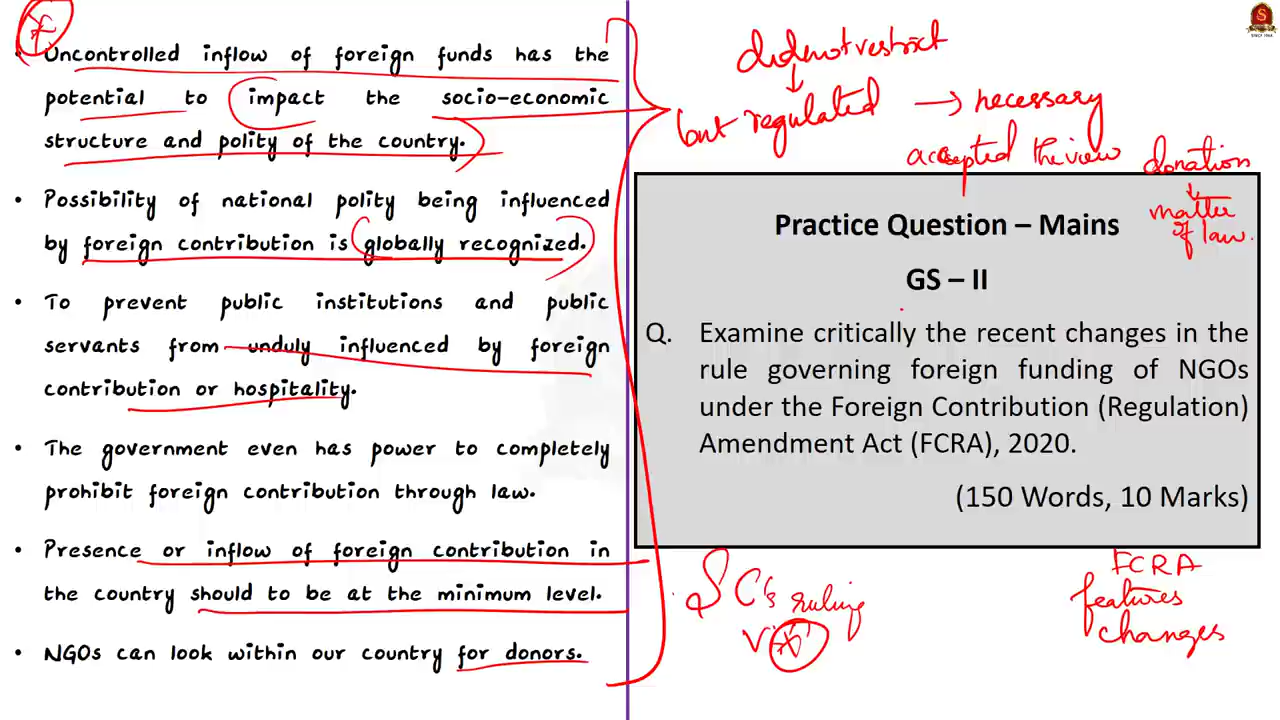 • Uncontrolled inflow of foreign funds has the
potential to impact the socio-economic
structure and polity of the country.
• Possibility of national polity being influenced
by foreign contribution is globally recognized.
• To prevent public institutions and public
servants from unduly influenced by foreign
contribution or hospitality.
• The government even has power to completely
prohibit foreign contribution through law.
• Presence or inflow of foreign contribution in
the country should to be at the minimum level.
• NGOs can look within our country for donors.
did not restrict
but regulated → necessary
accepted the view
donation
matter
of law.
Practice Question – Mains
GS – II
Q. Examine critically the recent changes in the
rule governing foreign funding of NGOs
under the Foreign Contribution (Regulation)
Amendment Act (FCRA), 2020.
(150 Words, 10 Marks)
SC's ruling
FCRA
features
changes